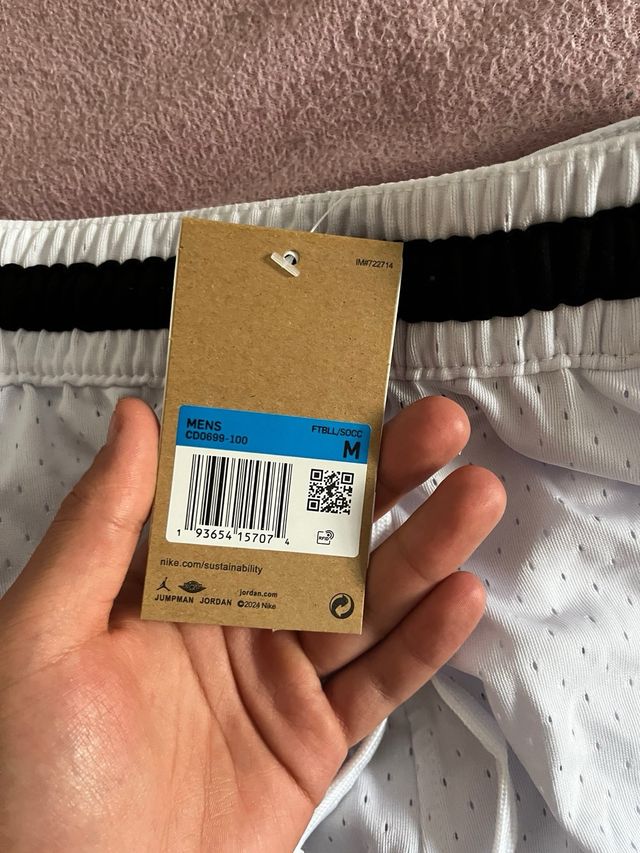 IM#722714
MENS
CD0699-100
FTBLL/SOCC
M
1 93654 15707 4
RFID
nike.com/sustainability
jordan.com
JUMPMAN JORDAN ©2024 Nike